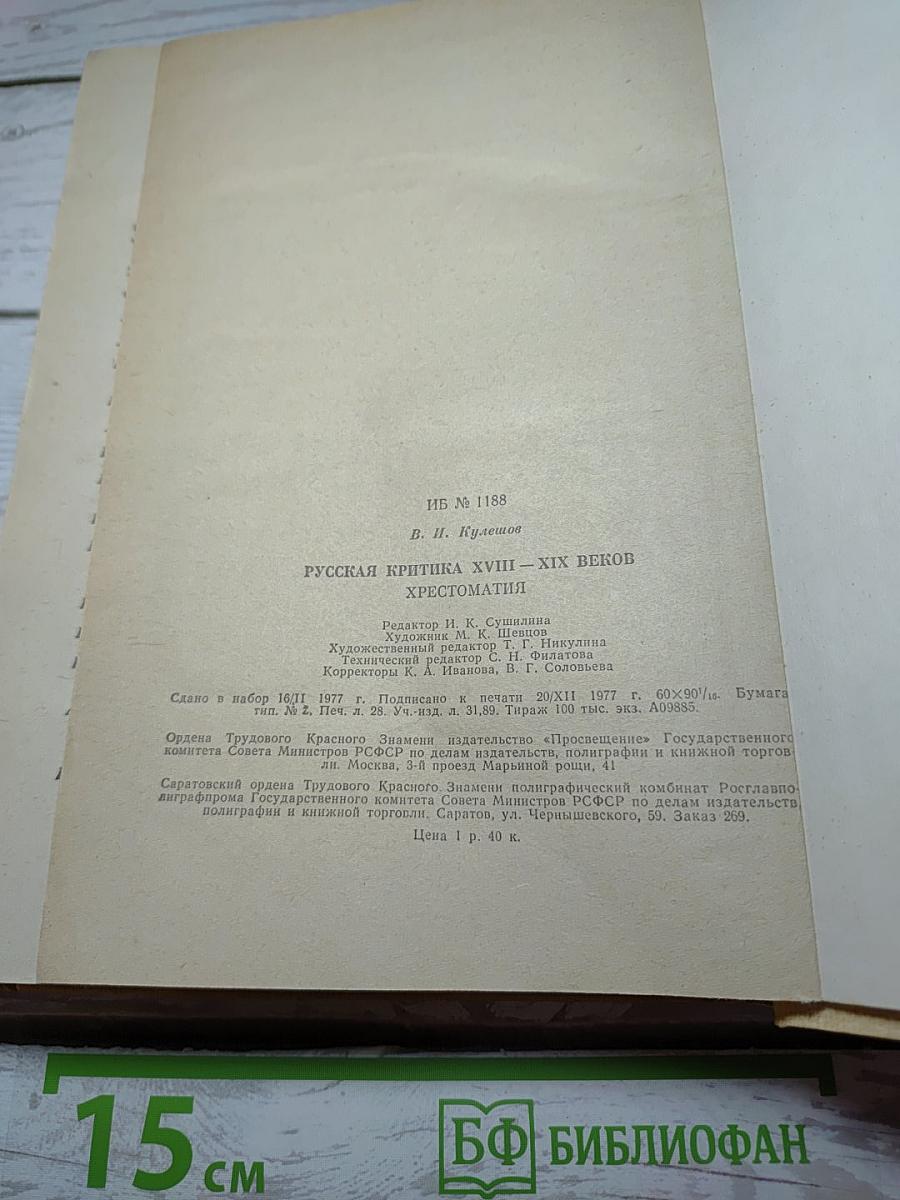 ИБ № 1188
В. И. Кулешов
РУССКАЯ КРИТИКА XVIII — XIX ВЕКОВ
ХРЕСТОМАТИЯ
Редактор И. К. Сушилина
Художник М. К. Шевцов
Художественный редактор Т. Г. Никулина
Технический редактор С. Н. Филатова
Корректоры К. А. Иванова, В. Г. Соловьева
Сдано в набор 16/II 1977 г. Подписано к печати 20/XII 1977 г. 60×90¹/₁₆. Бумага
тип. № 2. Печ. л. 28. Уч.-изд. л. 31,89. Тираж 100 тыс. экз. А09885.
Ордена Трудового Красного Знамени издательство «Просвещение» Государственного
комитета Совета Министров РСФСР по делам издательств, полиграфии и книжной торгов-
ли. Москва, 3-й проезд Марьиной рощи, 41
Саратовский ордена Трудового Красного Знамени полиграфический комбинат Росглавпо-
лиграфпрома Государственного комитета Совета Министров РСФСР по делам издательств,
полиграфии и книжной торговли. Саратов, ул. Чернышевского, 59. Заказ 269.
Цена 1 р. 40 к.
15 см
БФ БИБЛИОФАН